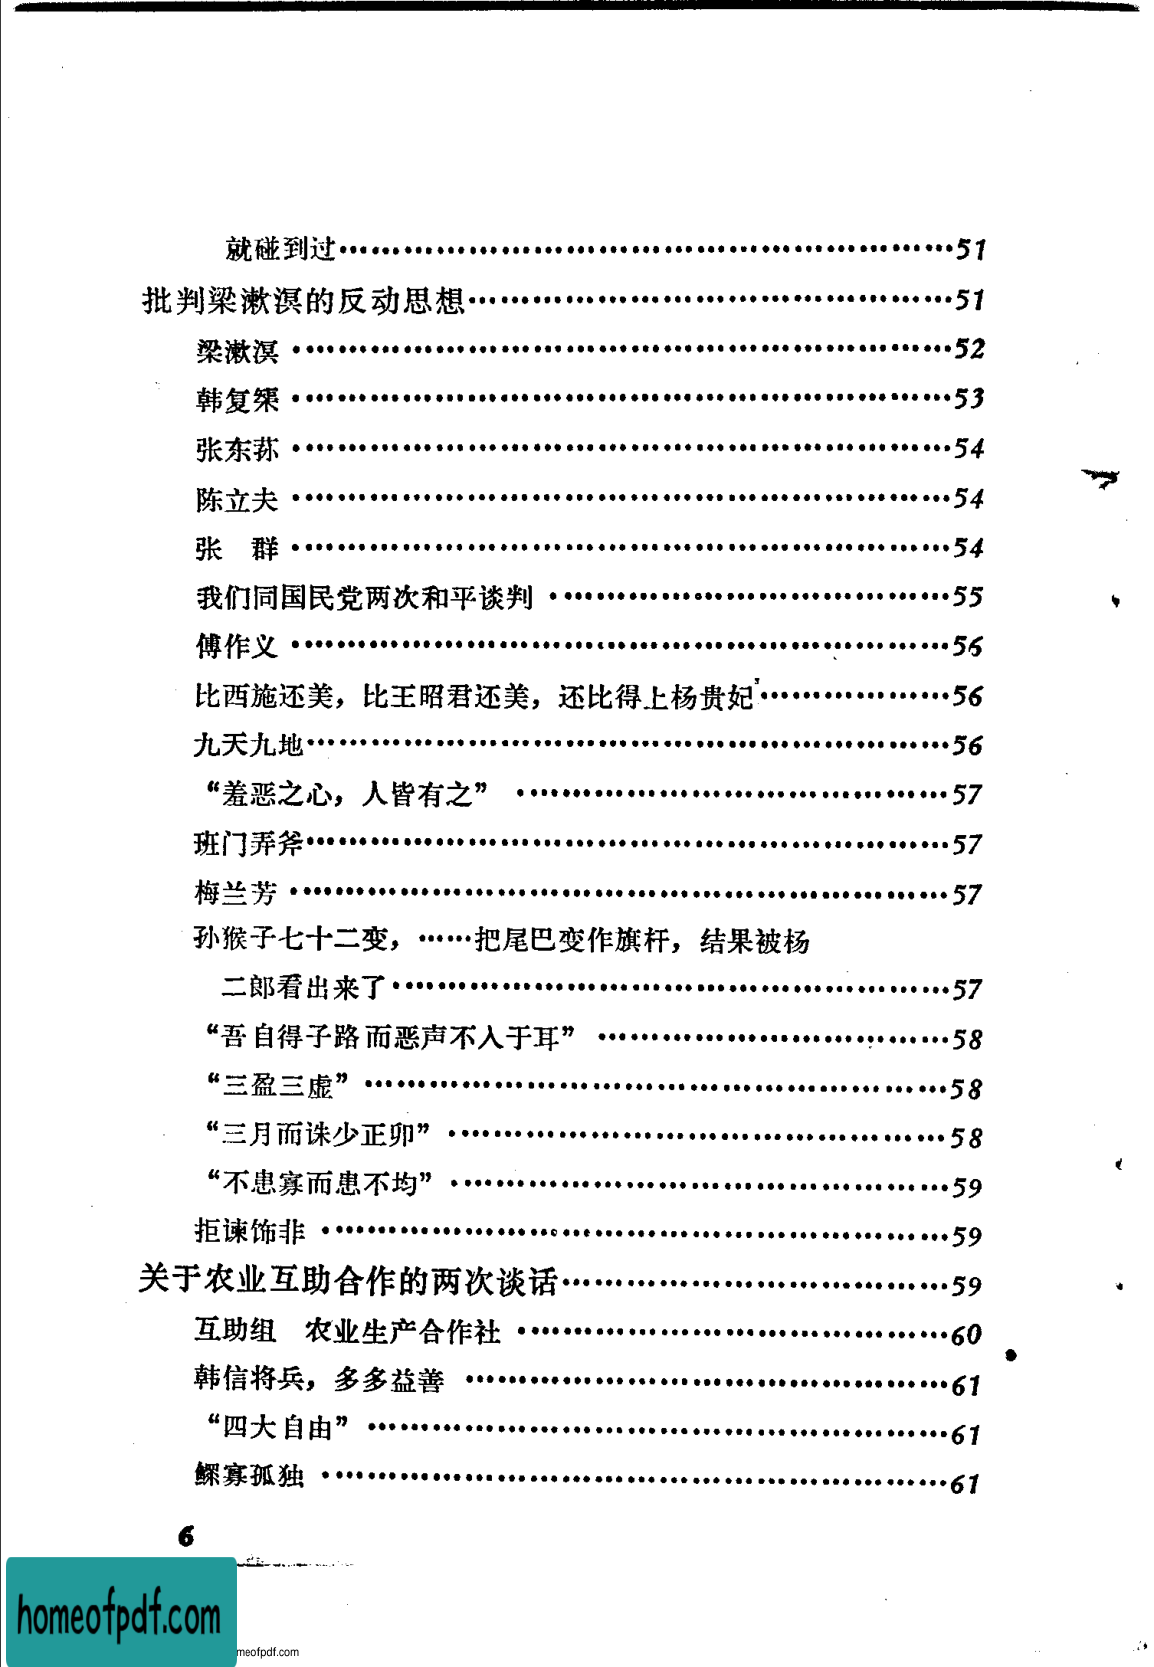 就碰到过……………………………………………………51
批判梁漱溟的反动思想…………………………………………51
梁漱溟 …………………………………………………………52
韩复榘 …………………………………………………………53
张东荪 …………………………………………………………54
陈立夫 …………………………………………………………54
张　群 …………………………………………………………54
我们同国民党两次和平谈判 …………………………………55
傅作义 …………………………………………………………56
比西施还美，比王昭君还美，还比得上杨贵妃………………56
九天九地………………………………………………………56
“羞恶之心，人皆有之” ……………………………………57
班门弄斧………………………………………………………57
梅兰芳 …………………………………………………………57
孙猴子七十二变，……把尾巴变作旗杆，结果被杨
二郎看出来了………………………………………………57
“吾自得子路而恶声不入于耳” ……………………………58
“三盈三虚” …………………………………………………58
“三月而诛少正卯” …………………………………………58
“不患寡而患不均” …………………………………………59
拒谏饰非 ………………………………………………………59
关于农业互助合作的两次谈话…………………………………59
互助组　农业生产合作社 ……………………………………60
韩信将兵，多多益善 …………………………………………61
“四大自由” …………………………………………………61
鳏寡孤独 ………………………………………………………61
6
homeofpdf.com
meofpdf.com